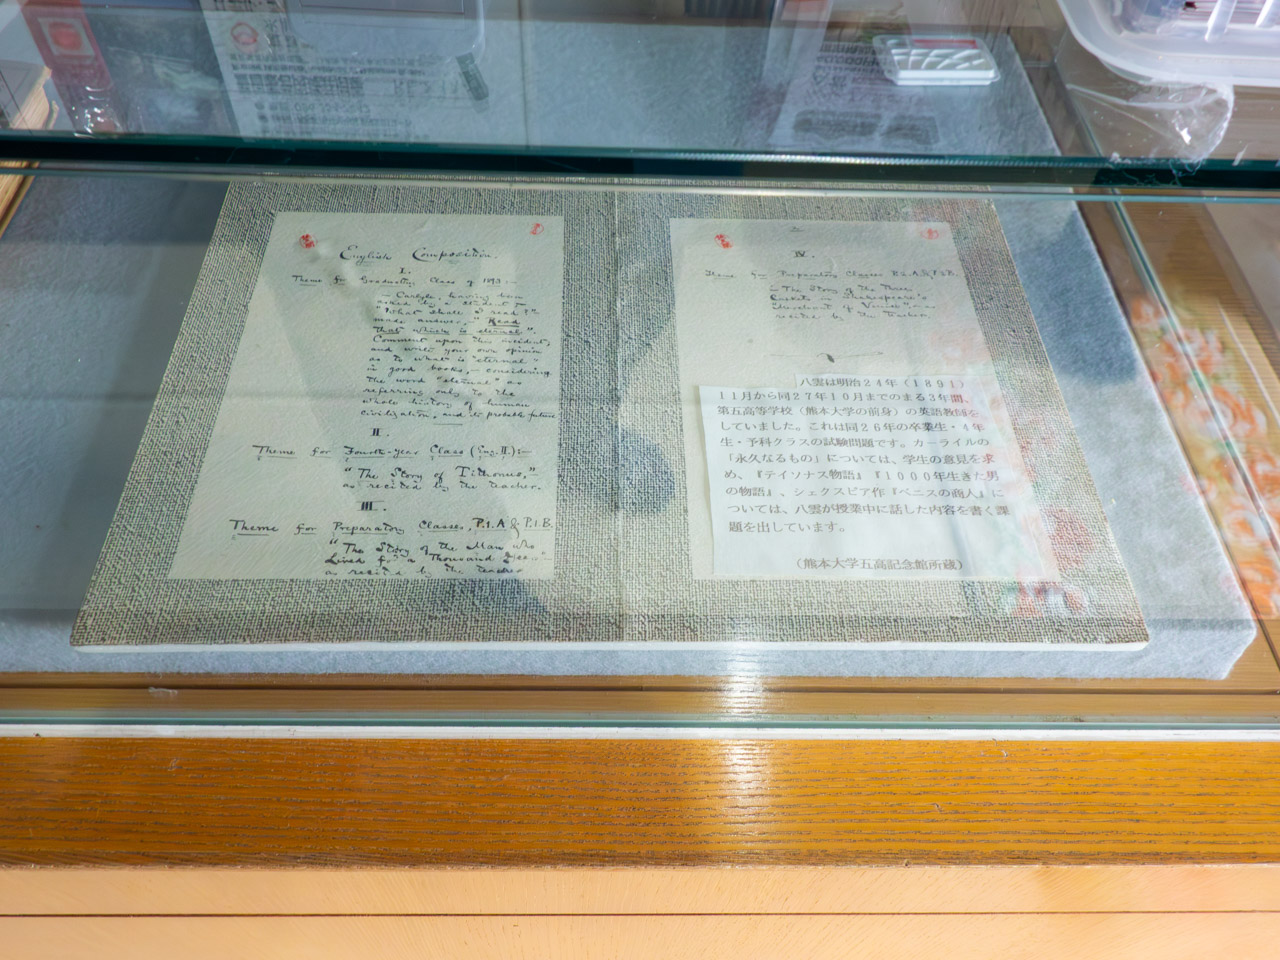 English Composition.
I.
Theme for Graduating Class of 1893:—
— Carlyle, having been
asked by a student —
"What shall I read?"
made answer,— "Read
that which is eternal".
Comment upon this incident,
and write your own opinion
as to what is "eternal"
in good books,— considering
the word "eternal" as
referring only to the
whole history of human
civilization, and its probable future
II.
Theme for Fourth-year Class (Eng. II):—
"The Story of Tithonus,"
as recited by the teacher.
III.
Theme for Preparatory Classes, P.1.A & P.1.B.
"The Story of the Man who
Lived for a Thousand Years"—
as recited by the teacher
IV.
Theme for Preparatory Classes P.2.A & P.2.B.
— The Story of the Three
Caskets in Shakespeare's
"Merchant of Venice"— as
recited by the teacher.
八雲は明治24年(1891)
11月から同27年10月までのまる3年間、
第五高等学校(熊本大学の前身)の英語教師を
していました。これは同26年の卒業生・4年
生・予科クラスの試験問題です。カーライルの
「永久なるもの」については、学生の意見を求
め、『テイソナス物語』『1000年生きた男
の物語』、シェクスピア作『ベニスの商人』に
ついては、八雲が授業中に話した内容を書く課
題を出しています。
(熊本大学五高記念館所蔵)